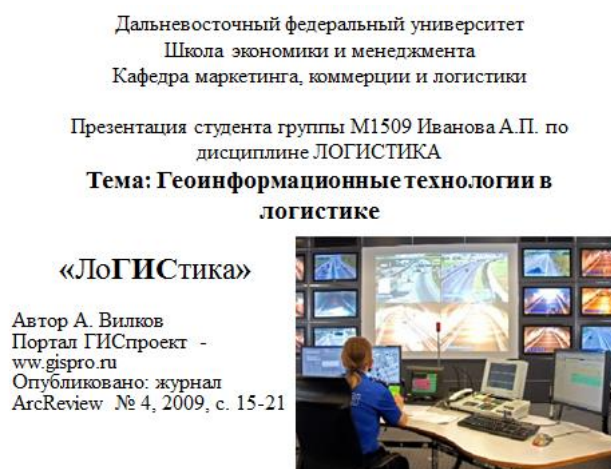 Дальневосточный федеральный университет
Школа экономики и менеджмента
Кафедра маркетинга, коммерции и логистики
Презентация студента группы М1509 Иванова А.П. по
дисциплине ЛОГИСТИКА
Тема: Геоинформационные технологии в
логистике
«ЛоГИСтика»
Автор А. Вилков
Портал ГИСпроект -
ww.gispro.ru
Опубликовано: журнал
ArcReview № 4, 2009, с. 15-21